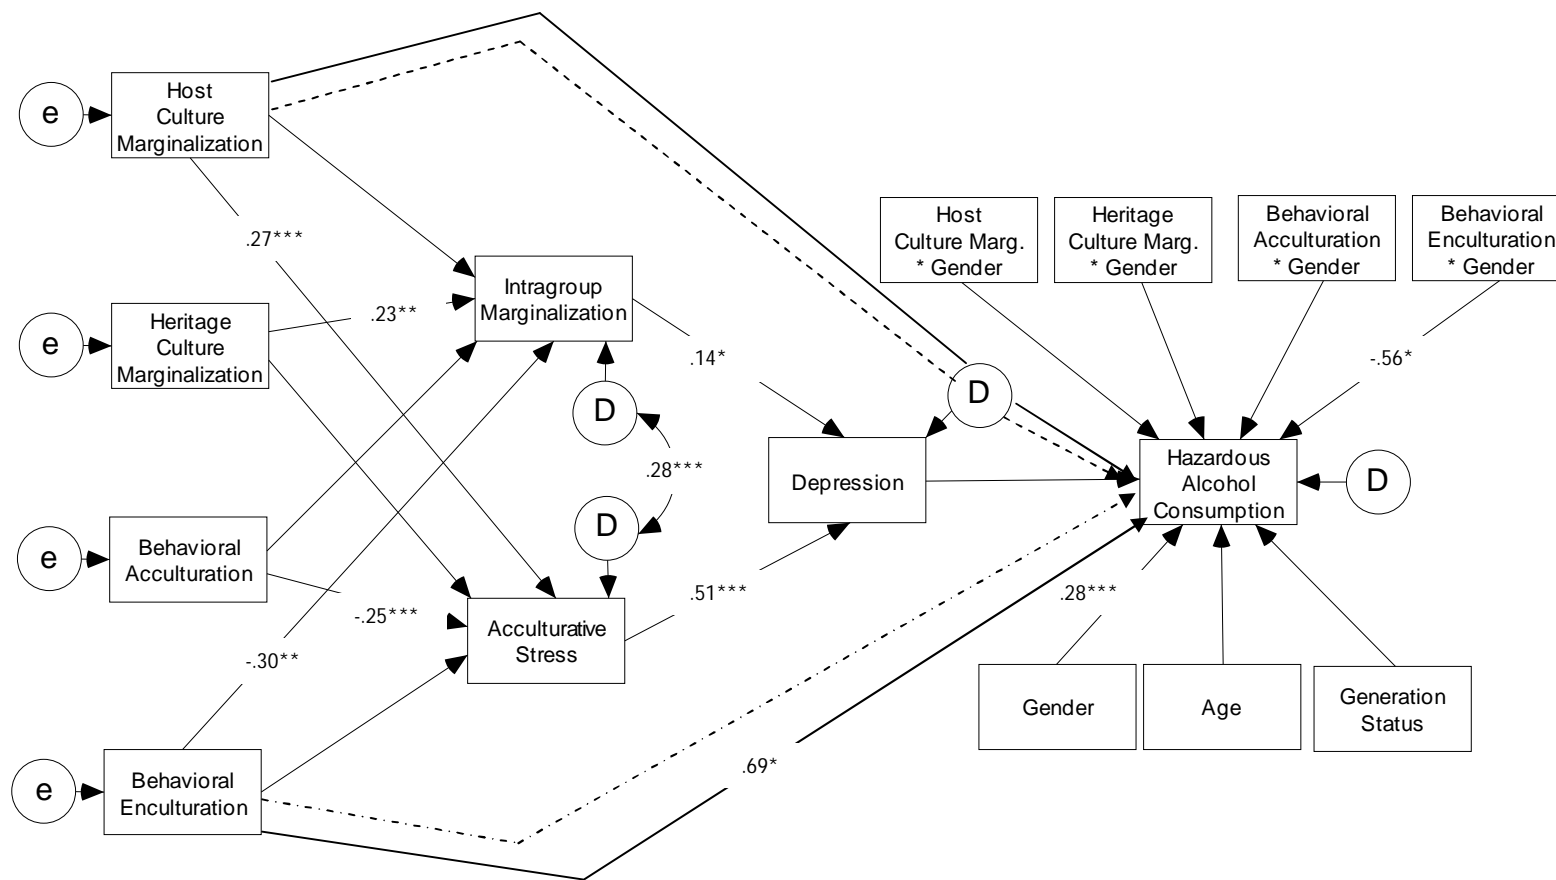 e
Host
Culture
Marginalization
.27***
e
Heritage
Culture
Marginalization
.23**
e
Behavioral
Acculturation
-.25***
-.30**
e
Behavioral
Enculturation
Intragroup
Marginalization
D
.28***
D
Acculturative
Stress
.14*
.51***
.69*
D
Depression
Host
Culture Marg.
* Gender
Heritage
Culture Marg.
* Gender
Behavioral
Acculturation
* Gender
Behavioral
Enculturation
* Gender
-.56*
Hazardous
Alcohol
Consumption
D
.28***
Gender
Age
Generation
Status